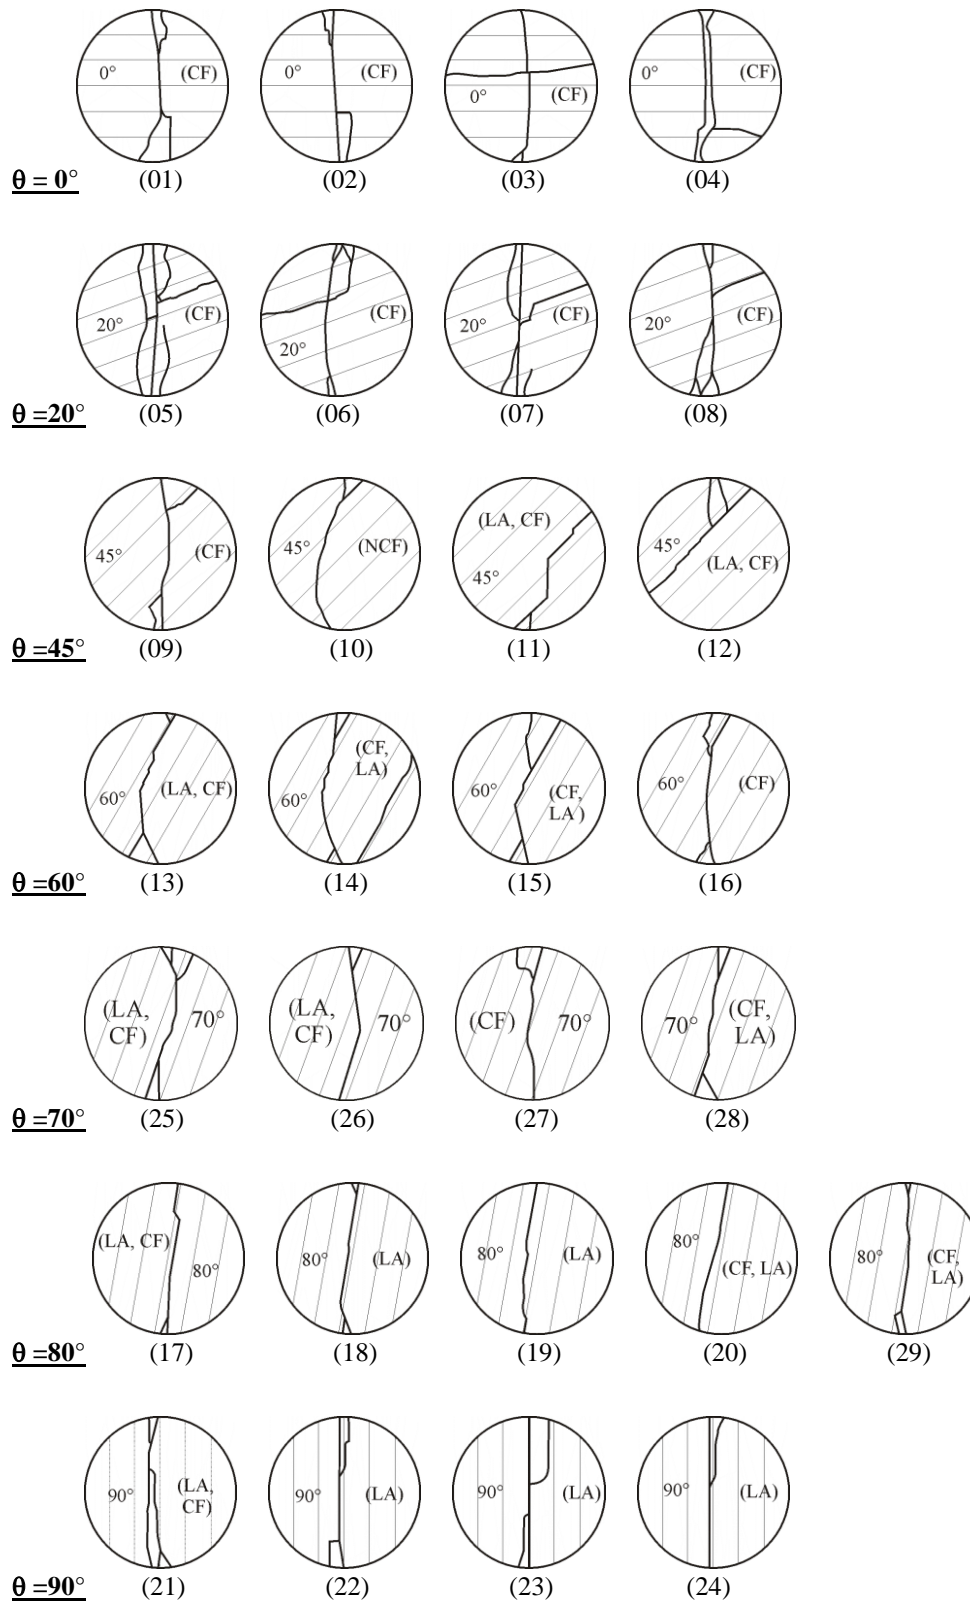 0° (CF) 0° (CF) 0° (CF) 0° (CF)
θ = 0° (01) (02) (03) (04)
20° (CF) 20° (CF) 20° (CF) 20° (CF)
θ =20° (05) (06) (07) (08)
45° (CF) 45° (NCF) (LA, CF) 45° 45° (LA, CF)
θ =45° (09) (10) (11) (12)
60° (LA, CF) 60° (CF, LA) 60° (CF, LA) 60° (CF)
θ =60° (13) (14) (15) (16)
(LA, CF) 70° (LA, CF) 70° (CF) 70° 70° (CF, LA)
θ =70° (25) (26) (27) (28)
(LA, CF) 80° 80° (LA) 80° (LA) 80° (CF, LA) 80° (CF, LA)
θ =80° (17) (18) (19) (20) (29)
90° (LA, CF) 90° (LA) 90° (LA) 90° (LA)
θ =90° (21) (22) (23) (24)